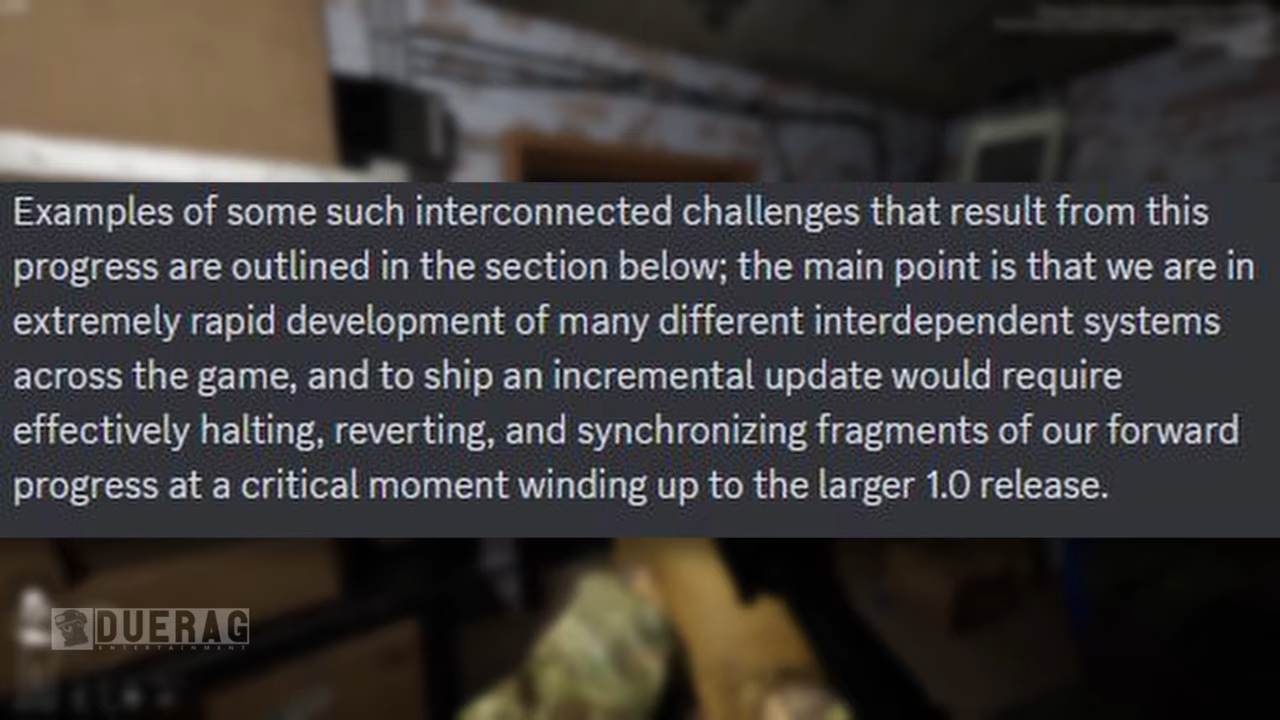 Examples of some such interconnected challenges that result from this
progress are outlined in the section below; the main point is that we are in
extremely rapid development of many different interdependent systems
across the game, and to ship an incremental update would require
effectively halting, reverting, and synchronizing fragments of our forward
progress at a critical moment winding up to the larger 1.0 release.
DUERAG
ENTERTAINMENT